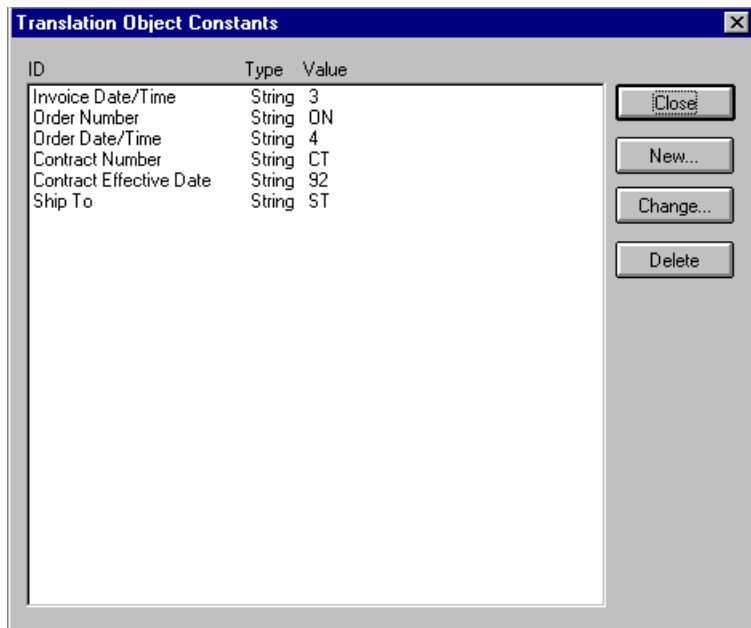 Translation Object Constants
ID Type Value
Invoice Date/Time String 3
Order Number String ON
Order Date/Time String 4
Contract Number String CT
Contract Effective Date String 92
Ship To String ST
Close
New...
Change...
Delete